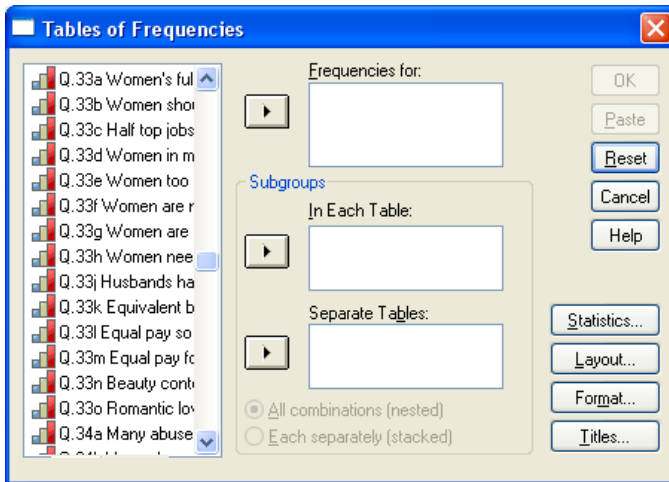 Tables of Frequencies
Q.33a Women's ful
Q.33b Women shou
Q.33c Half top jobs
Q.33d Women in m
Q.33e Women too
Q.33f Women are r
Q.33g Women are
Q.33h Women nee
Q.33j Husbands ha
Q.33k Equivalent b
Q.33l Equal pay so
Q.33m Equal pay fo
Q.33n Beauty conte
Q.33o Romantic lov
Q.34a Many abuse
Frequencies for:
Subgroups
In Each Table:
Separate Tables:
All combinations (nested)
Each separately (stacked)
OK
Paste
Reset
Cancel
Help
Statistics...
Layout...
Format...
Titles...